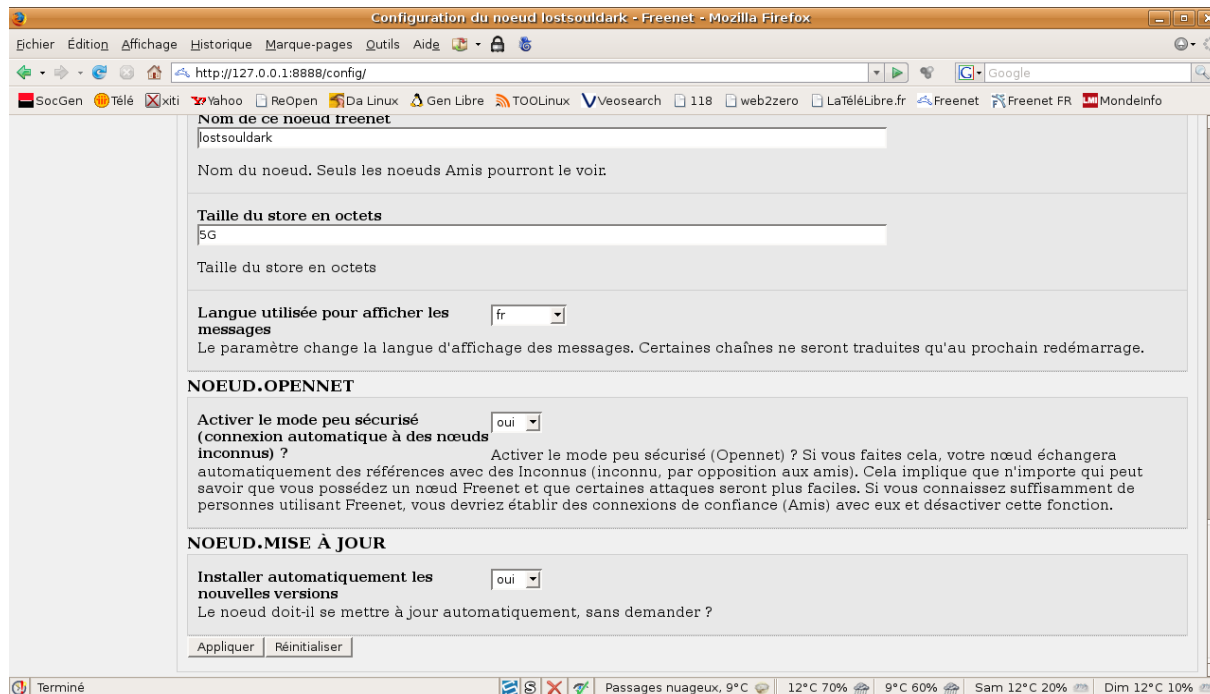 Configuration du noeud lostsouldark - Freenet - Mozilla Firefox
Fichier Édition Affichage Historique Marque-pages Outils Aide
http://127.0.0.1:8888/config/
Google
SocGen Télé xiti Yahoo ReOpen Da Linux Gen Libre TOOLinux Veosearch 118 web2zero LaTéléLibre.fr Freenet Freenet FR MondeInfo
Nom de ce noeud freenet
lostsouldark
Nom du noeud. Seuls les noeuds Amis pourront le voir.
Taille du store en octets
5G
Taille du store en octets
Langue utilisée pour afficher les
messages
fr
Le paramètre change la langue d'affichage des messages. Certaines chaînes ne seront traduites qu'au prochain redémarrage.
NOEUD.OPENNET
Activer le mode peu sécurisé
(connexion automatique à des nœuds
inconnus) ?
oui
Activer le mode peu sécurisé (Opennet) ? Si vous faites cela, votre nœud échangera
automatiquement des références avec des Inconnus (inconnu, par opposition aux amis). Cela implique que n'importe qui peut
savoir que vous possédez un nœud Freenet et que certaines attaques seront plus faciles. Si vous connaissez suffisamment de
personnes utilisant Freenet, vous devriez établir des connexions de confiance (Amis) avec eux et désactiver cette fonction.
NOEUD.MISE À JOUR
Installer automatiquement les
nouvelles versions
oui
Le noeud doit-il se mettre à jour automatiquement, sans demander ?
Appliquer Réinitialiser
Terminé
Passages nuageux, 9°C 12°C 70% 9°C 60% Sam 12°C 20% Dim 12°C 10%